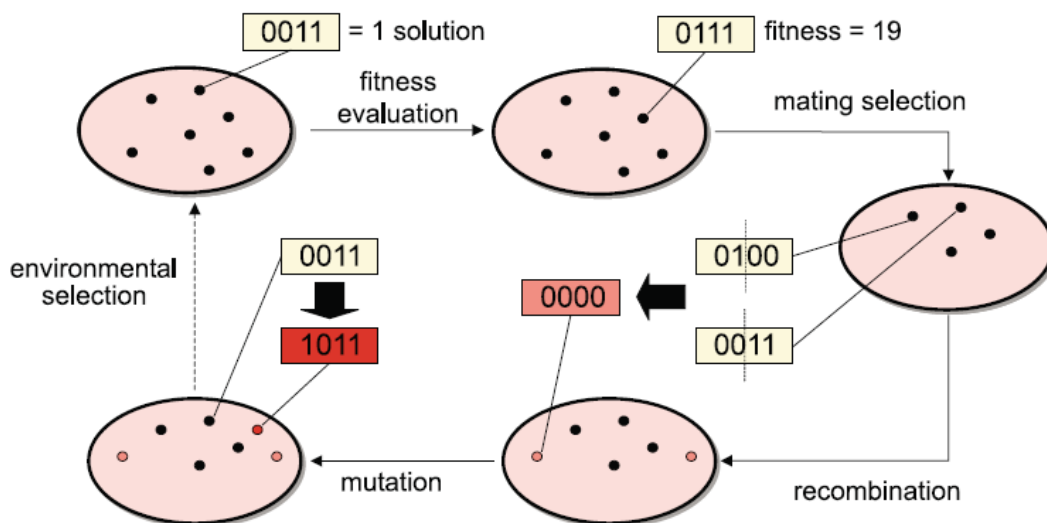 0011 = 1 solution
0111 fitness = 19
fitness
evaluation
mating selection
0100
0011
0000
recombination
mutation
0011
1011
environmental
selection